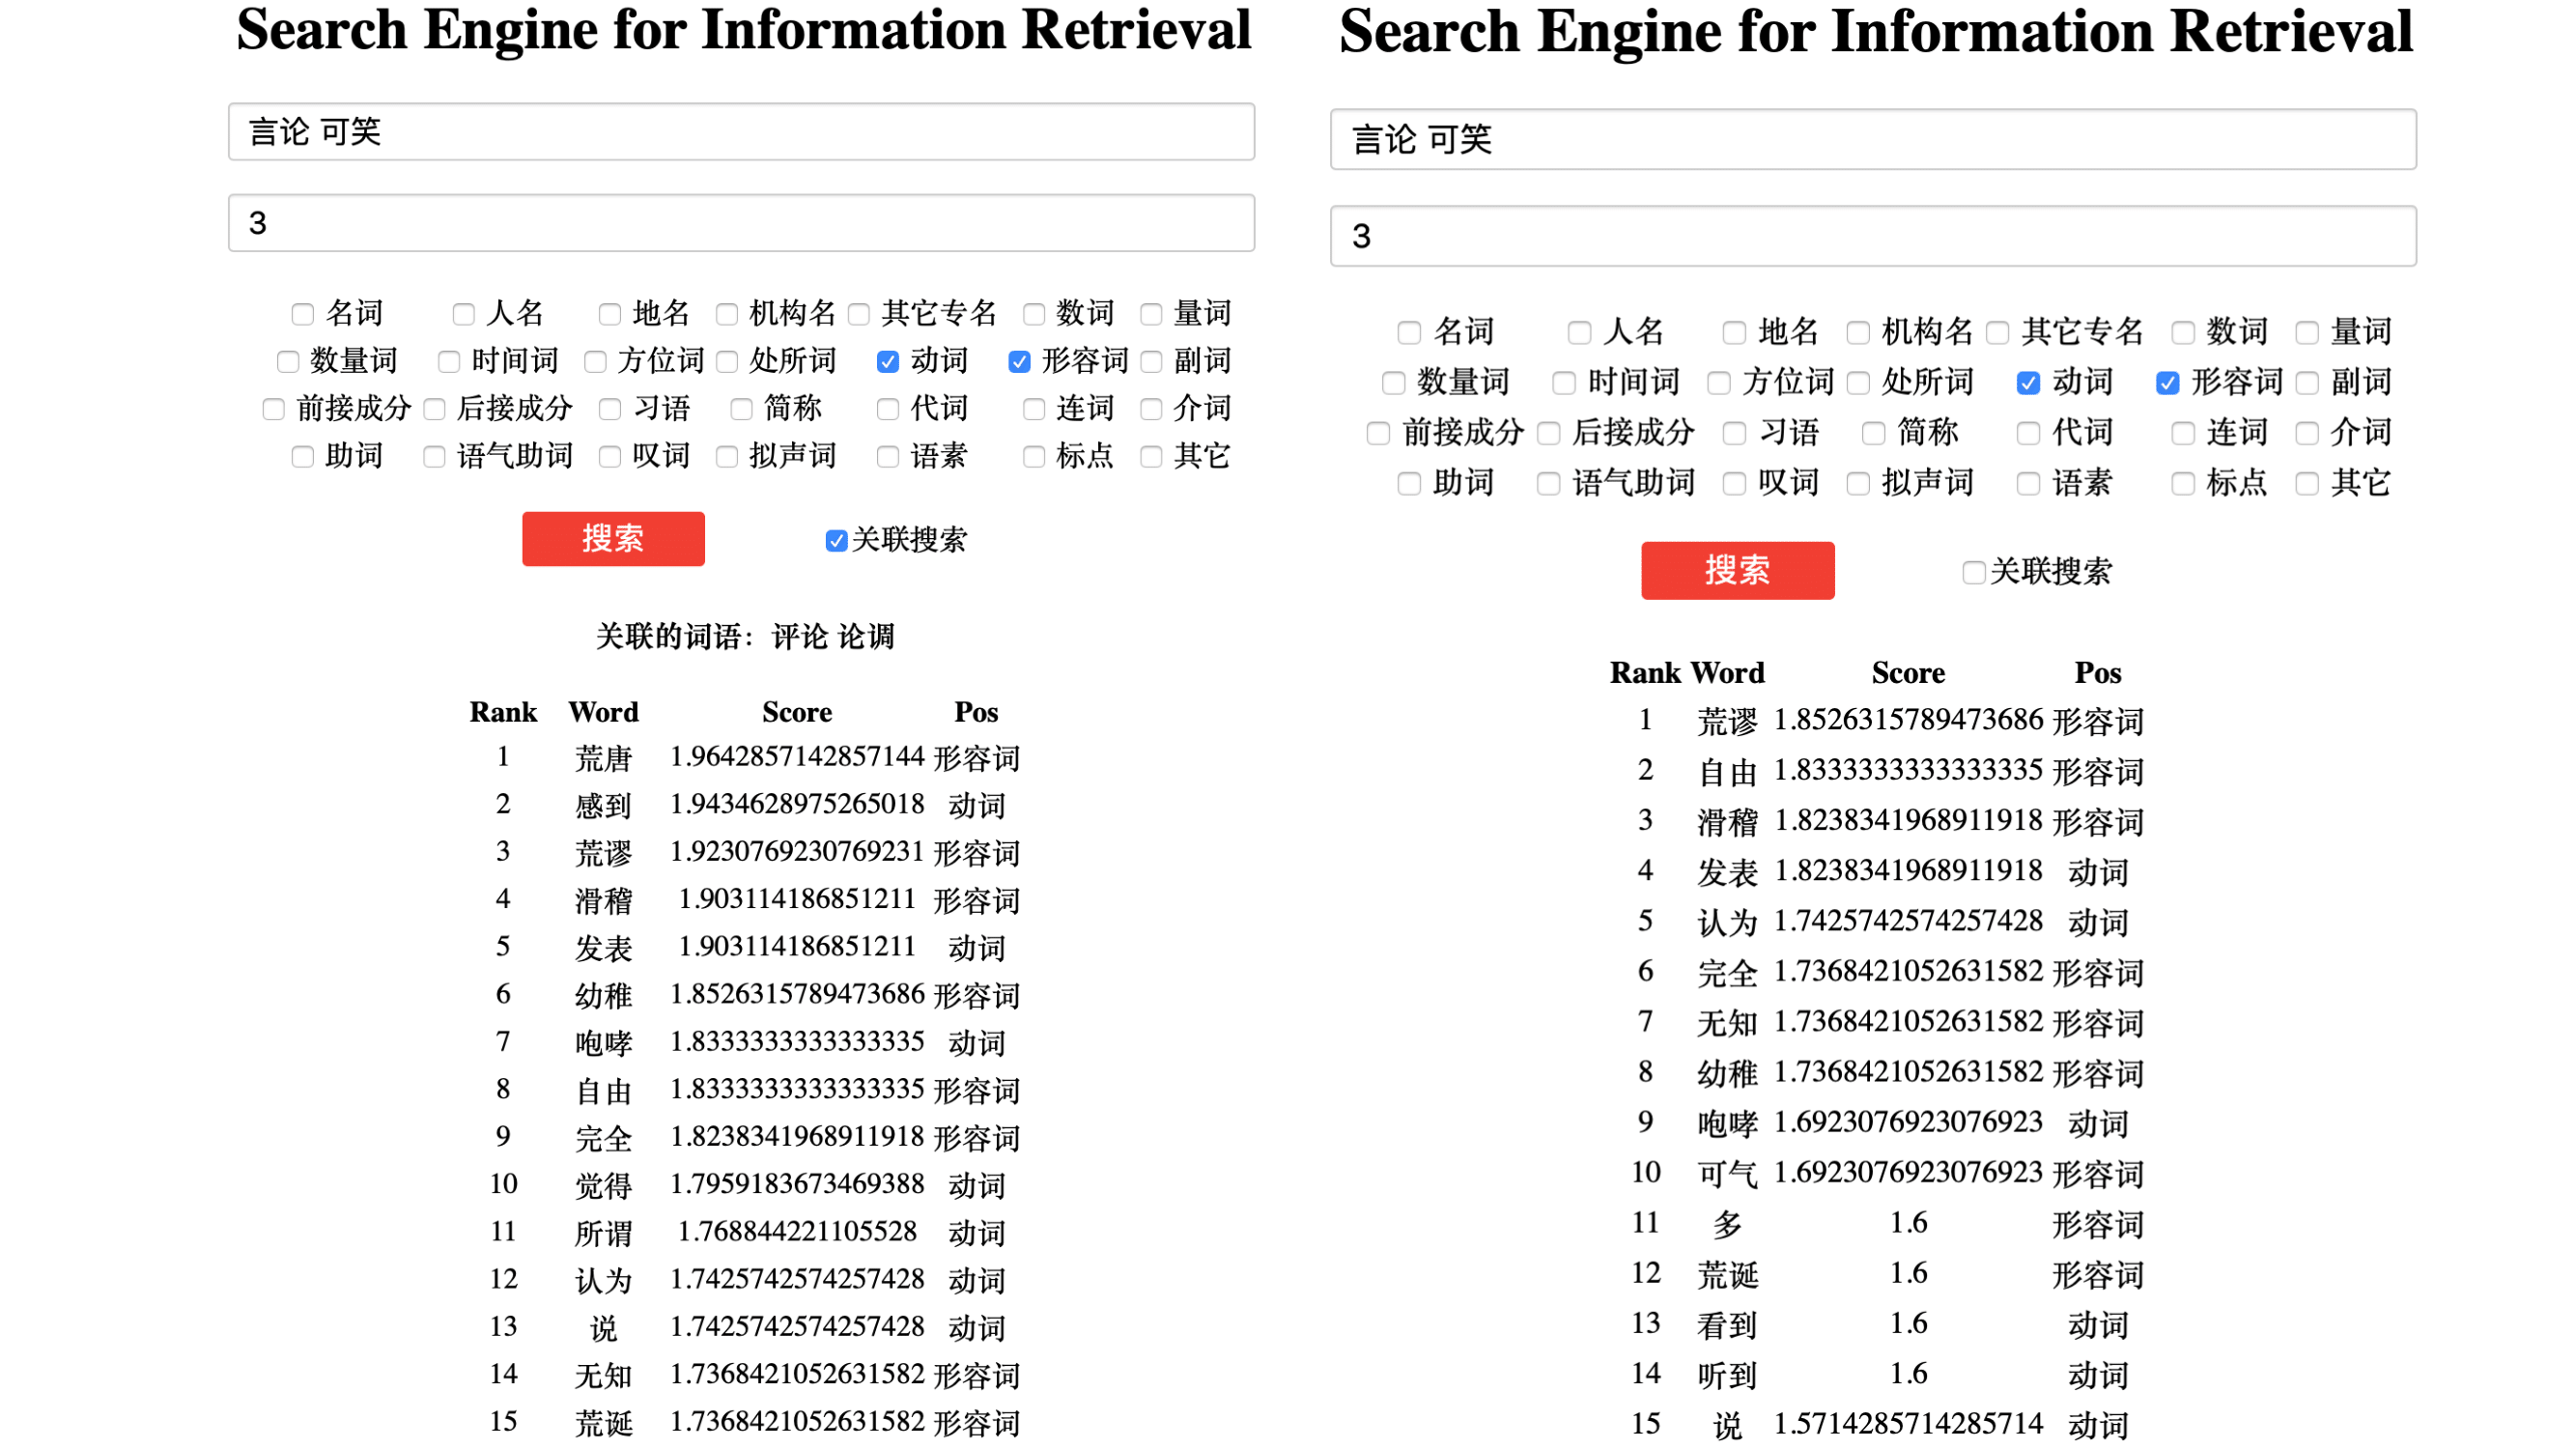 Search Engine for Information Retrieval
言论 可笑
3
名词 人名 地名 机构名 其它专名 数词 量词
数量词 时间词 方位词 处所词 动词 形容词 副词
前接成分 后接成分 习语 简称 代词 连词 介词
助词 语气助词 叹词 拟声词 语素 标点 其它
搜索 关联搜索
关联的词语：评论 论调
Rank Word Score Pos
1 荒唐 1.9642857142857144 形容词
2 感到 1.9434628975265018 动词
3 荒谬 1.9230769230769231 形容词
4 滑稽 1.903114186851211 形容词
5 发表 1.903114186851211 动词
6 幼稚 1.8526315789473686 形容词
7 咆哮 1.8333333333333335 动词
8 自由 1.8333333333333335 形容词
9 完全 1.8238341968911918 形容词
10 觉得 1.7959183673469388 动词
11 所谓 1.768844221105528 动词
12 认为 1.7425742574257428 动词
13 说 1.7425742574257428 动词
14 无知 1.7368421052631582 形容词
15 荒诞 1.7368421052631582 形容词
Search Engine for Information Retrieval
言论 可笑
3
名词 人名 地名 机构名 其它专名 数词 量词
数量词 时间词 方位词 处所词 动词 形容词 副词
前接成分 后接成分 习语 简称 代词 连词 介词
助词 语气助词 叹词 拟声词 语素 标点 其它
搜索 关联搜索
Rank Word Score Pos
1 荒谬 1.8526315789473686 形容词
2 自由 1.8333333333333335 形容词
3 滑稽 1.8238341968911918 形容词
4 发表 1.8238341968911918 动词
5 认为 1.7425742574257428 动词
6 完全 1.7368421052631582 形容词
7 无知 1.7368421052631582 形容词
8 幼稚 1.7368421052631582 形容词
9 咆哮 1.6923076923076923 动词
10 可气 1.6923076923076923 形容词
11 多 1.6 形容词
12 荒诞 1.6 形容词
13 看到 1.6 动词
14 听到 1.6 动词
15 说 1.5714285714285714 动词